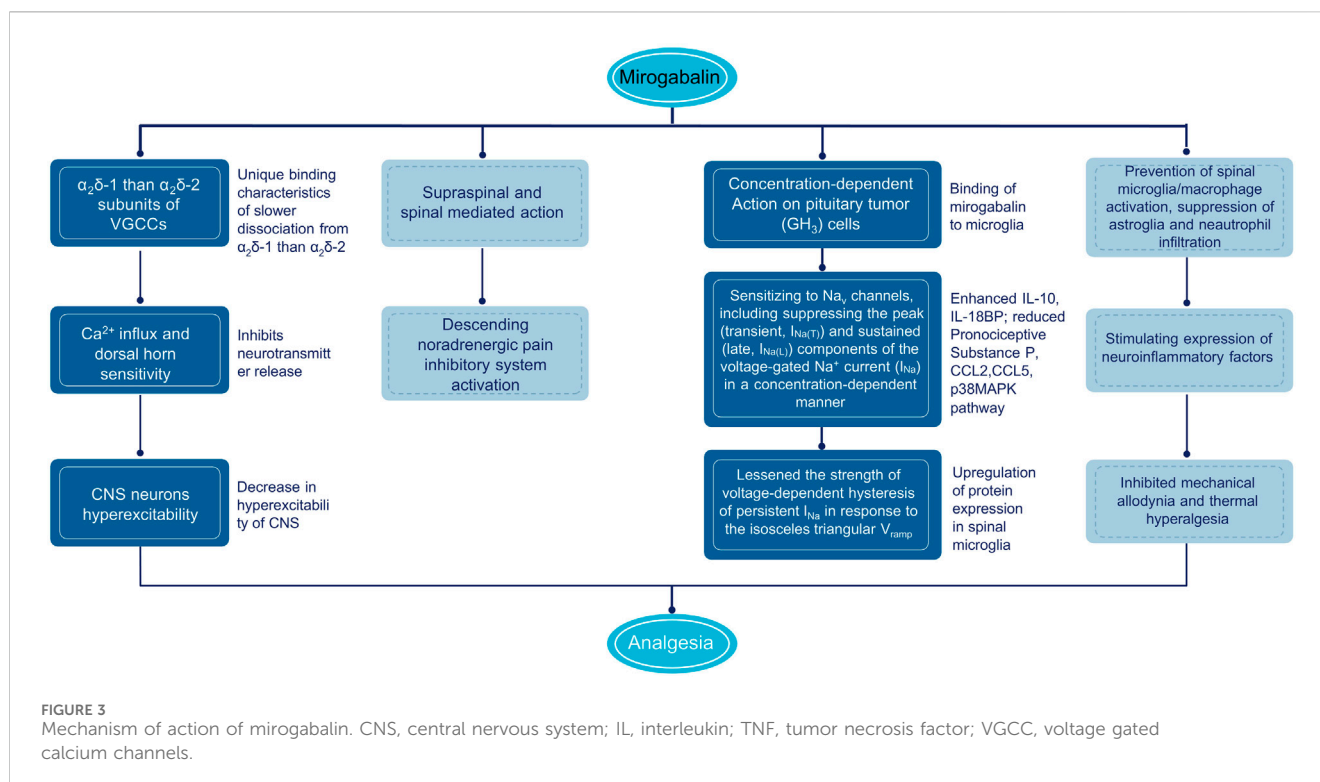 Mirogabalin
α₂δ-1 than α₂δ-2
subunits of
VGCCs
Unique binding
characteristics
of slower
dissociation from
α₂δ-1 than α₂δ-2
Supraspinal and
spinal mediated action
Concentration-dependent
Action on pituitary tumor
(GH₃) cells
Binding of
mirogabalin
to microglia
Prevention of spinal
microglia/macrophage
activation, suppression of
astroglia and neautrophil
infiltration
Ca²⁺ influx and
dorsal horn
sensitivity
Inhibits
neurotransmitt
er release
Descending
noradrenergic pain
inhibitory system
activation
Sensitizing to Naᵥ channels,
including suppressing the peak
(transient, I_Na(T)) and sustained
(late, I_Na(L)) components of the
voltage-gated Na⁺ current (I_Na)
in a concentration-dependent
manner
Enhanced IL-10,
IL-18BP; reduced
Pronociceptive
Substance P,
CCL2,CCL5,
p38MAPK
pathway
Stimulating expression of
neuroinflammatory factors
CNS neurons
hyperexcitability
Decrease in
hyperexcitabili
ty of CNS
Lessened the strength of
voltage-dependent hysteresis
of persistent I_Na in response to
the isosceles triangular V_ramp
Upregulation
of protein
expression
in spinal
microglia
Inhibited mechanical
allodynia and thermal
hyperalgesia
Analgesia
FIGURE 3
Mechanism of action of mirogabalin. CNS, central nervous system; IL, interleukin; TNF, tumor necrosis factor; VGCC, voltage gated
calcium channels.